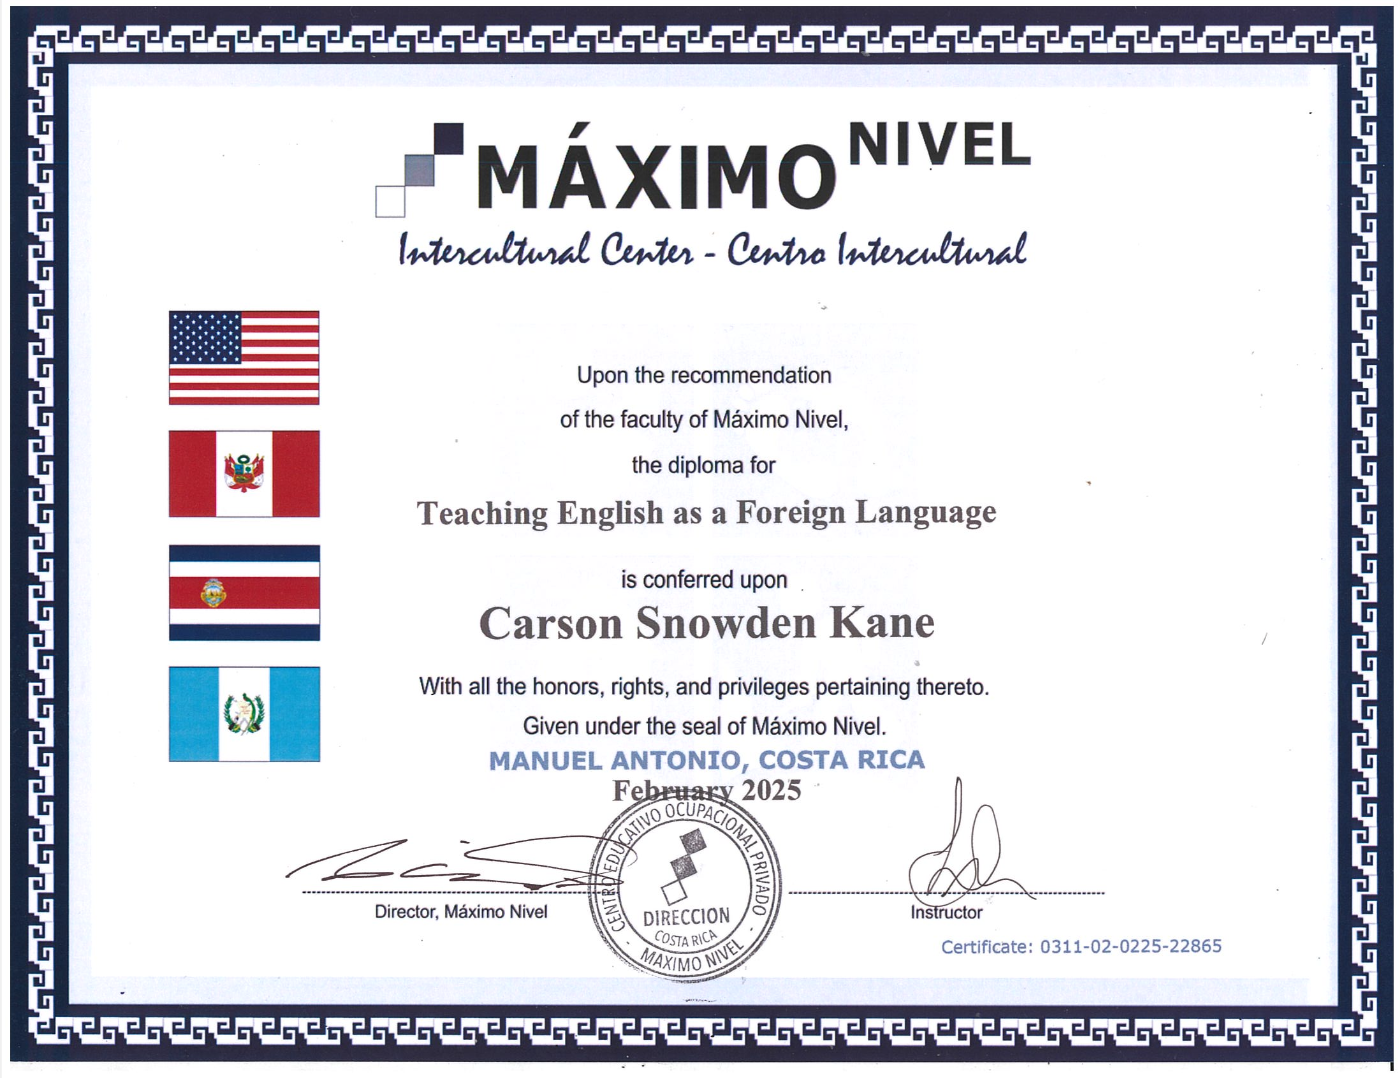 MÁXIMO NIVEL
Intercultural Center - Centro Intercultural
Upon the recommendation
of the faculty of Máximo Nivel,
the diploma for
Teaching English as a Foreign Language
is conferred upon
Carson Snowden Kane
With all the honors, rights, and privileges pertaining thereto.
Given under the seal of Máximo Nivel.
MANUEL ANTONIO, COSTA RICA
February 2025
CENTRO EDUCATIVO OCUPACIONAL PRIVADO
DIRECCION
COSTA RICA
- MAXIMO NIVEL -
Director, Máximo Nivel
Instructor
Certificate: 0311-02-0225-22865